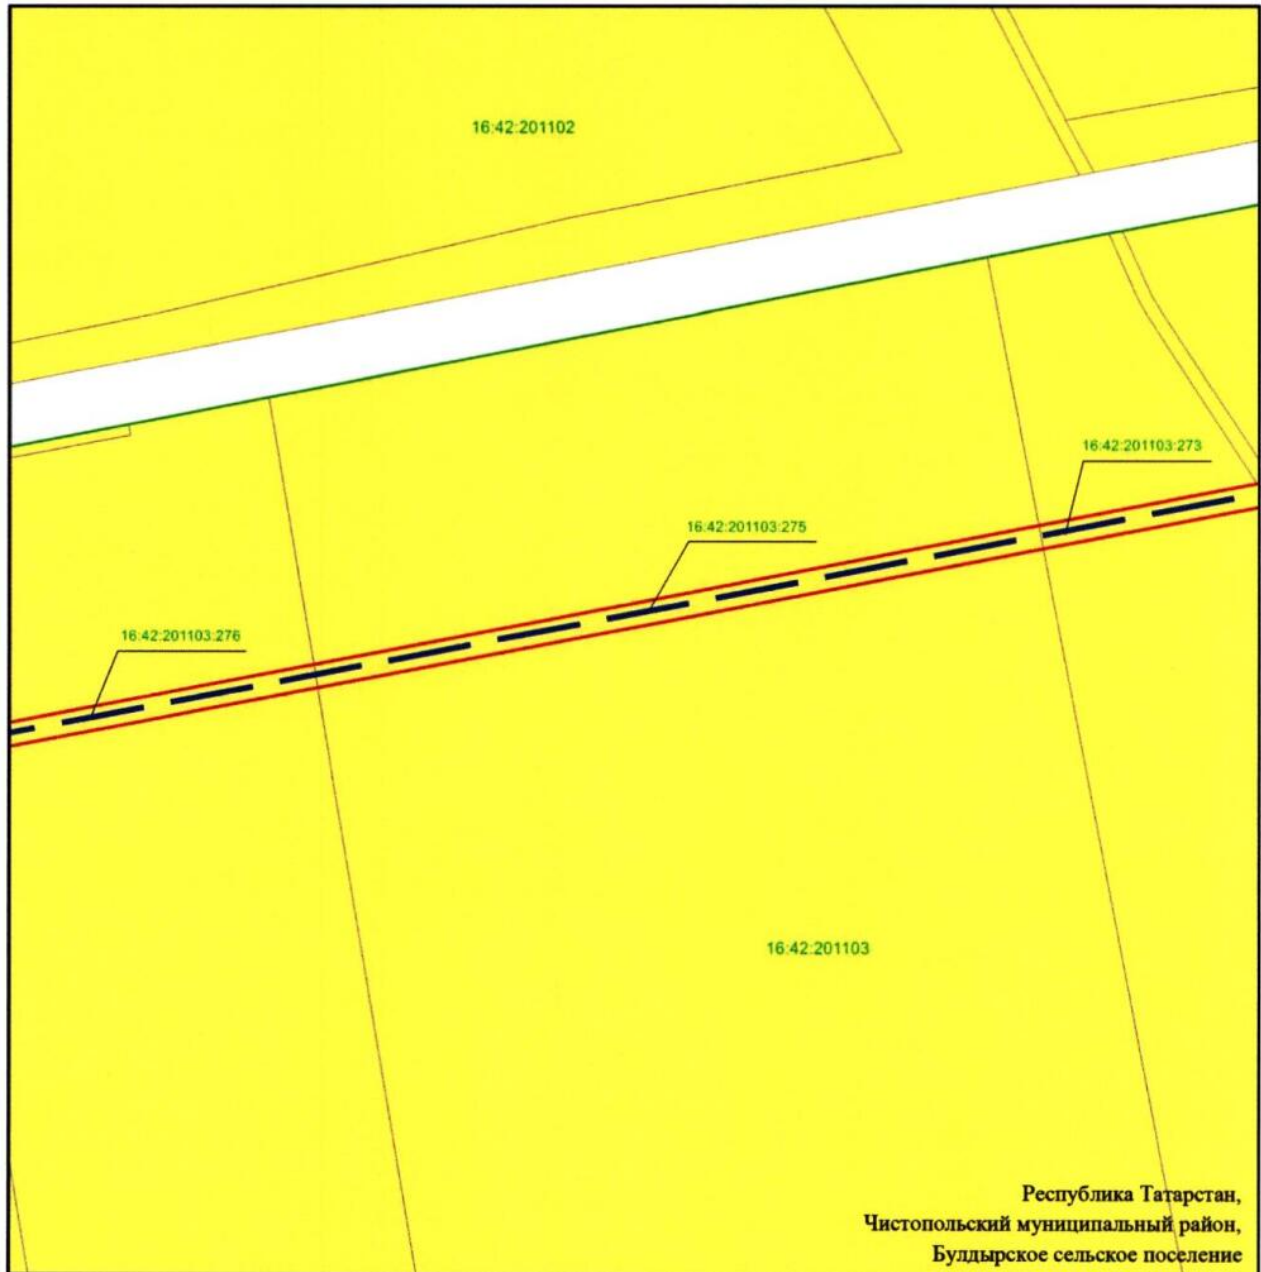 16:42:201102
16:42:201103:273
16:42:201103:275
16:42:201103:276
16:42:201103
Республика Татарстан,
Чистопольский муниципальный район,
Булдырское сельское поселение